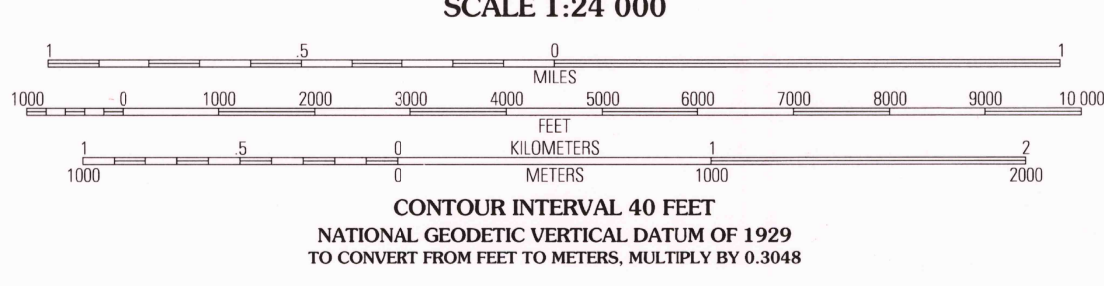 SCALE 1:24 000
1 .5 0 1
MILES
1000 0 1000 2000 3000 4000 5000 6000 7000 8000 9000 10 000
FEET
1 .5 0 KILOMETERS 1 2
1000 0 METERS 1000 2000
CONTOUR INTERVAL 40 FEET
NATIONAL GEODETIC VERTICAL DATUM OF 1929
TO CONVERT FROM FEET TO METERS, MULTIPLY BY 0.3048